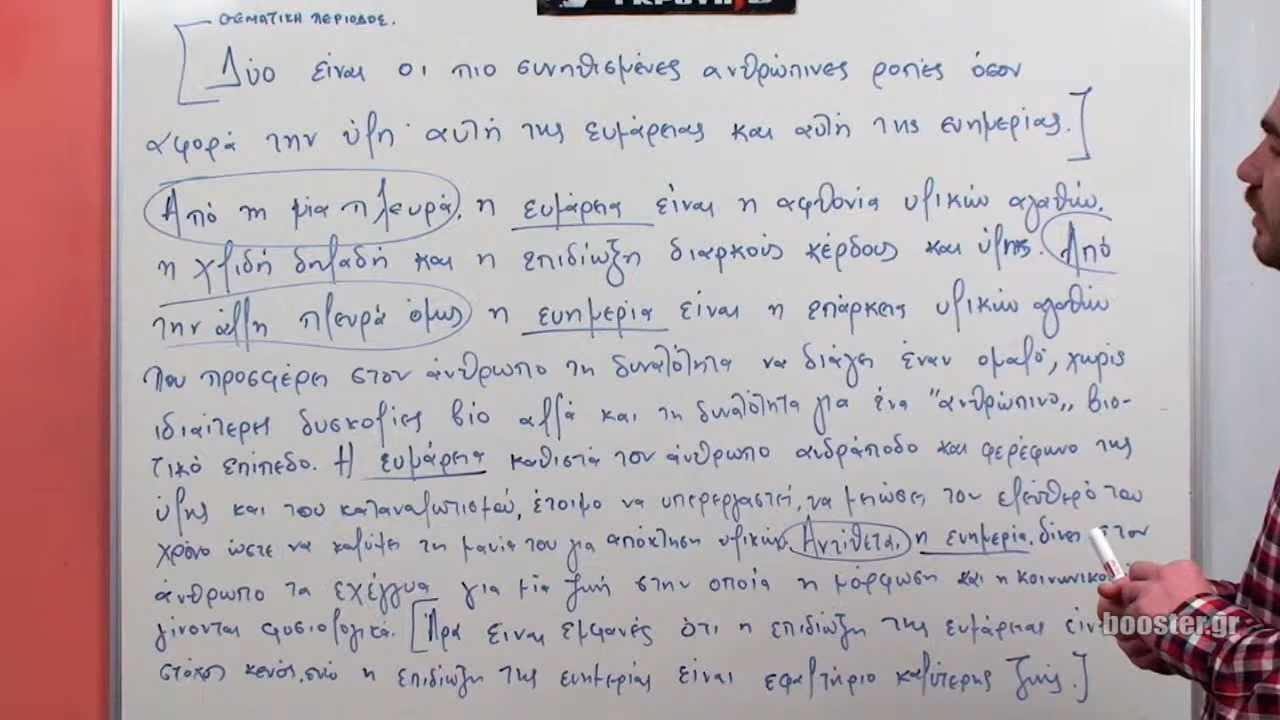 ΘΕΜΑΤΙΚΗ ΠΕΡΙΟΔΟΣ.
Δύο είναι οι πιο συνηθισμένες ανθρώπινες ροπές όσον
αφορά την ύλη· αυτή της ευμάρειας και αυτή της ευημερίας.
Από τη μία πλευρά, η ευμάρεια είναι η αφθονία υλικών αγαθών,
η χλιδή δηλαδή και η επιδίωξη διαρκούς κέρδους και ύλης. Από
την άλλη πλευρά όμως η ευημερία είναι η επάρκεια υλικών αγαθών
που προσφέρει στον άνθρωπο τη δυνατότητα να διάγει έναν ομαλό, χωρίς
ιδιαίτερες δυσκολίες βίο αλλά και τη δυνατότητα για ένα "ανθρώπινο,, βιο-
τικό επίπεδο. Η ευμάρεια καθιστά τον άνθρωπο ανδράποδο και φερέφωνο της
ύλης και του καταναλωτισμού, έτοιμο να υπερεργαστεί, να μειώσει τον ελεύθερό του
χρόνο ώστε να καλύψει τη μανία του για απόκτηση υλικών. Αντίθετα, η ευημερία, δίνει στον
άνθρωπο τα εχέγγυα για μία ζωή στην οποία η μόρφωση και η
γίνονται φυσιολογικά. [Άρα είναι εμφανές ότι η επιδίωξη της ευμάρειας
στόχος κενός, ενώ η επιδίωξη της ευημερίας είναι εφαλτήριο καλύτερης ζωής.]
booster.gr